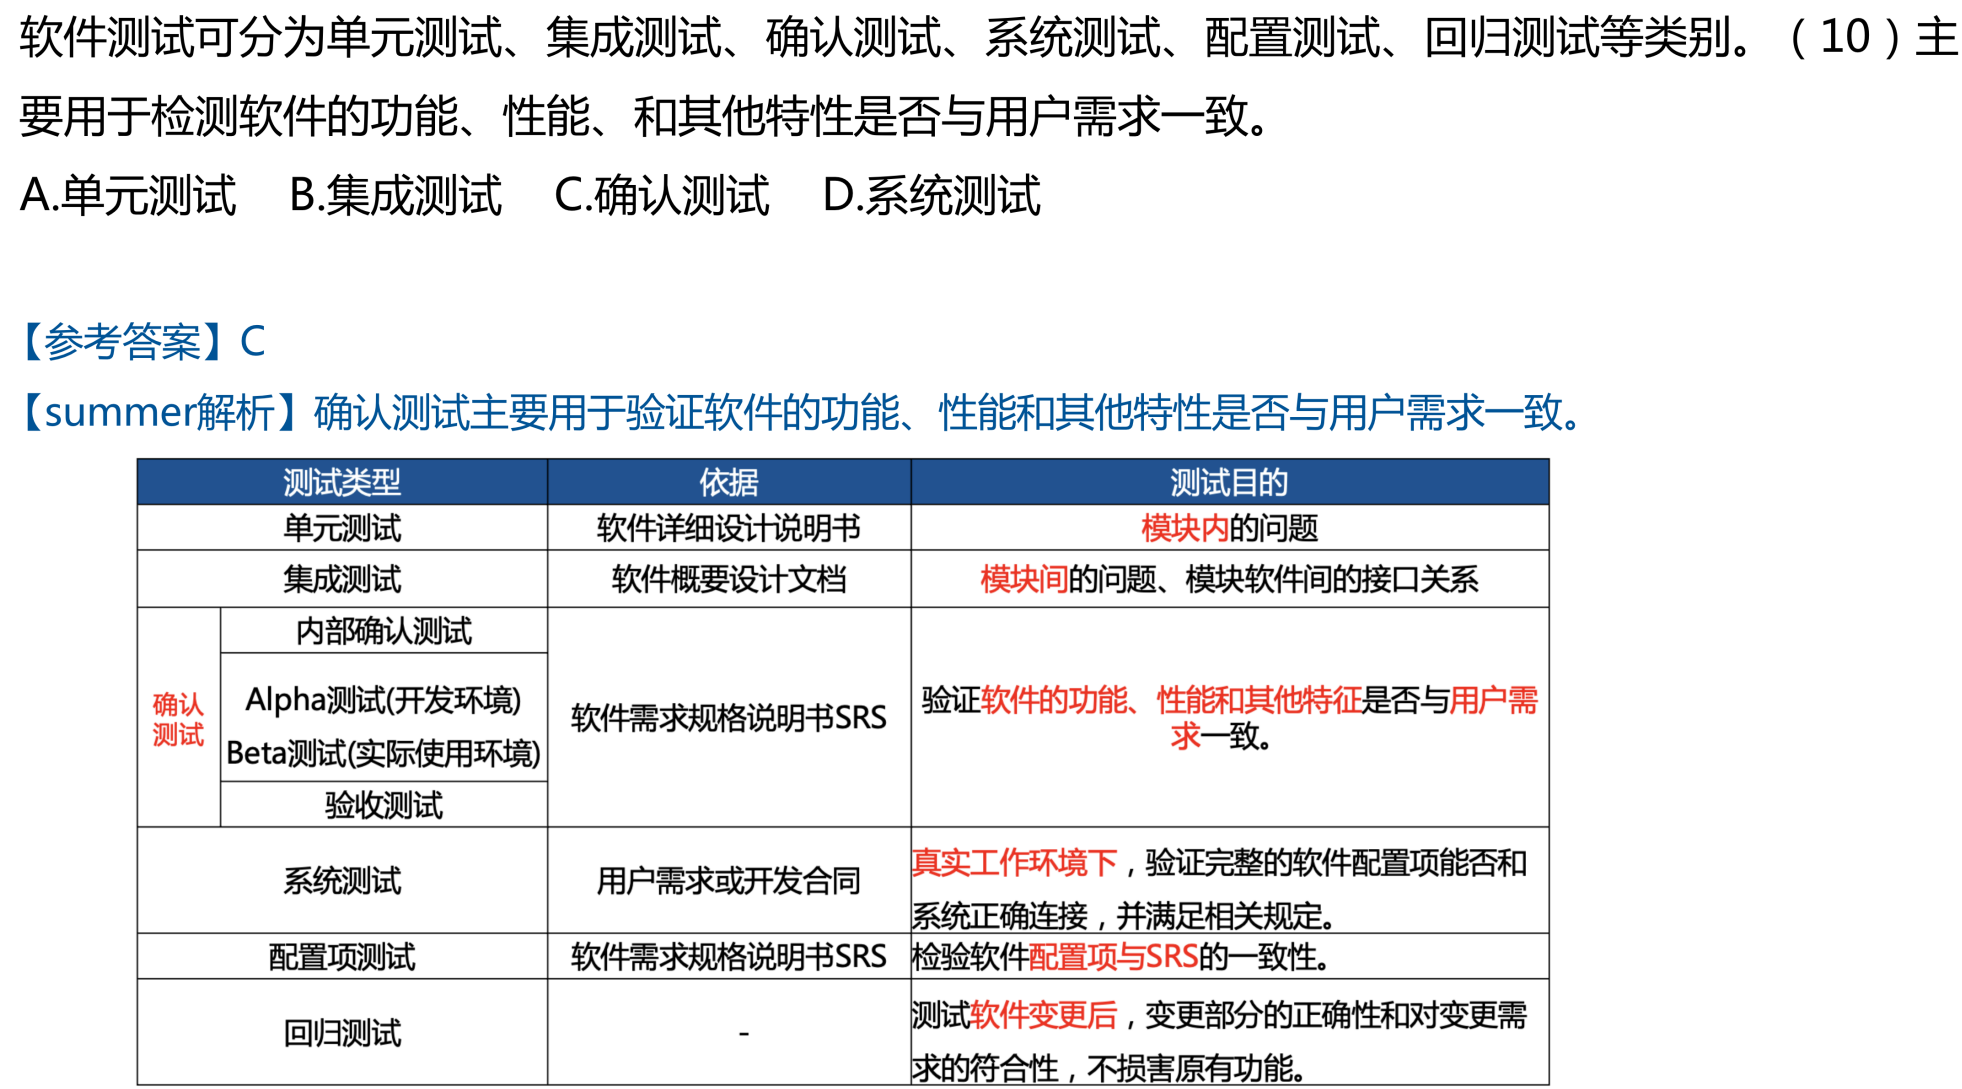 软件测试可分为单元测试、集成测试、确认测试、系统测试、配置测试、回归测试等类别。（10）主
要用于检测软件的功能、性能、和其他特性是否与用户需求一致。
A.单元测试 B.集成测试 C.确认测试 D.系统测试
【参考答案】C
【summer解析】确认测试主要用于验证软件的功能、性能和其他特性是否与用户需求一致。
测试类型 依据 测试目的
单元测试 软件详细设计说明书 模块内的问题
集成测试 软件概要设计文档 模块间的问题、模块软件间的接口关系
确认
测试
内部确认测试
Alpha测试(开发环境)
Beta测试(实际使用环境)
验收测试
软件需求规格说明书SRS
验证软件的功能、性能和其他特征是否与用户需
求一致。
系统测试 用户需求或开发合同
真实工作环境下，验证完整的软件配置项能否和
系统正确连接，并满足相关规定。
配置项测试 软件需求规格说明书SRS 检验软件配置项与SRS的一致性。
回归测试 -
测试软件变更后，变更部分的正确性和对变更需
求的符合性，不损害原有功能。